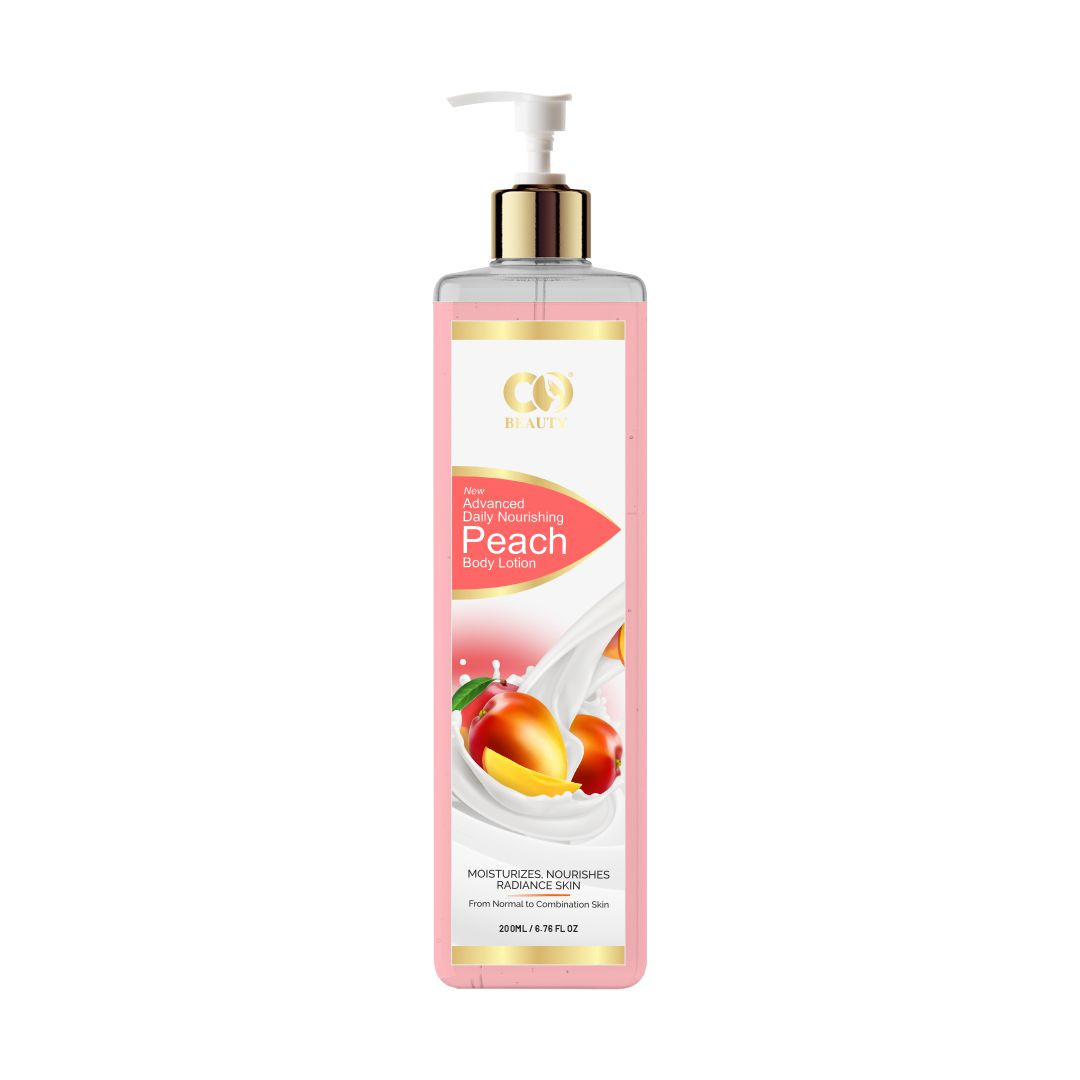 CO®
BEAUTY
New
Advanced
Daily Nourishing
Peach
Body Lotion
MOISTURIZES, NOURISHES
RADIANCE SKIN
From Normal to Combination Skin
200ML / 6.76 FL OZ